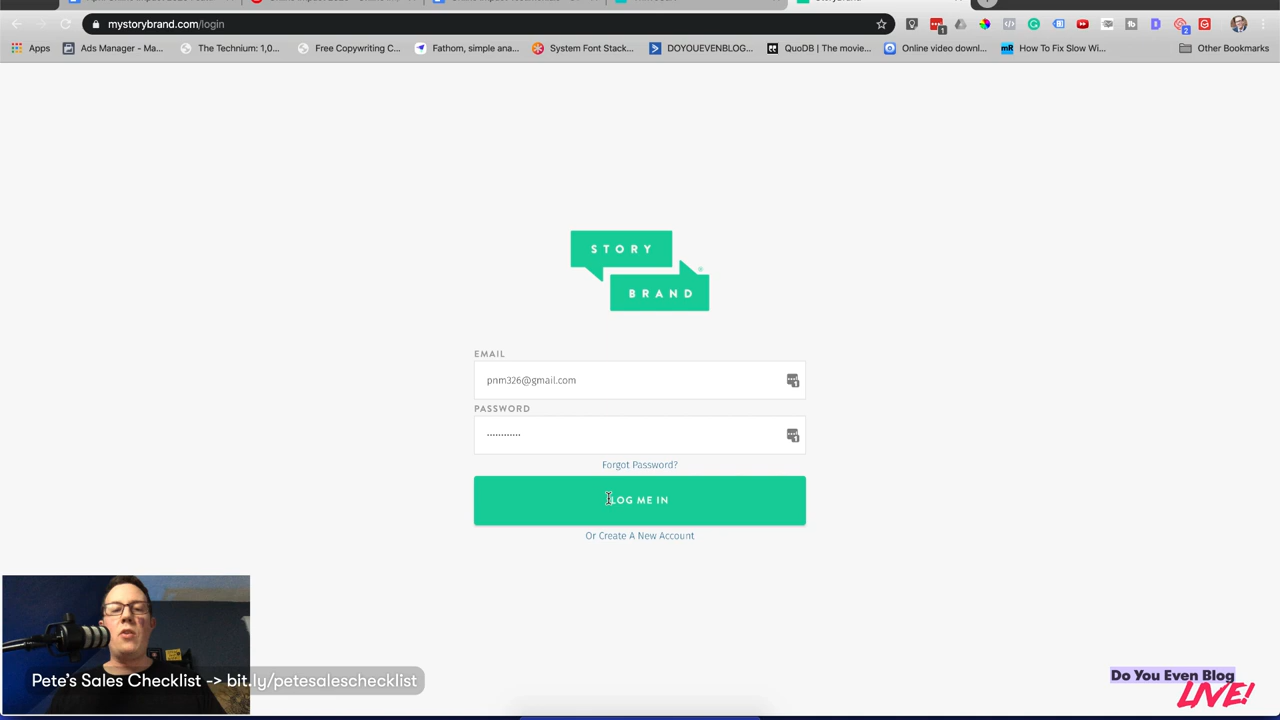 mystorybrand.com/login
1
2
Apps
Ads Manager - Ma...
The Technium: 1,0...
Free Copywriting C...
Fathom, simple ana...
System Font Stack...
DOYOUEVENBLOG...
QuoDB | The movie...
Online video downl...
How To Fix Slow Wi...
Other Bookmarks
STORY
BRAND
EMAIL
pnm326@gmail.com
PASSWORD
Forgot Password?
LOG ME IN
Or Create A New Account
Pete's Sales Checklist -> bit.ly/petesaleschecklist
Do You Even Blog
LIVE!